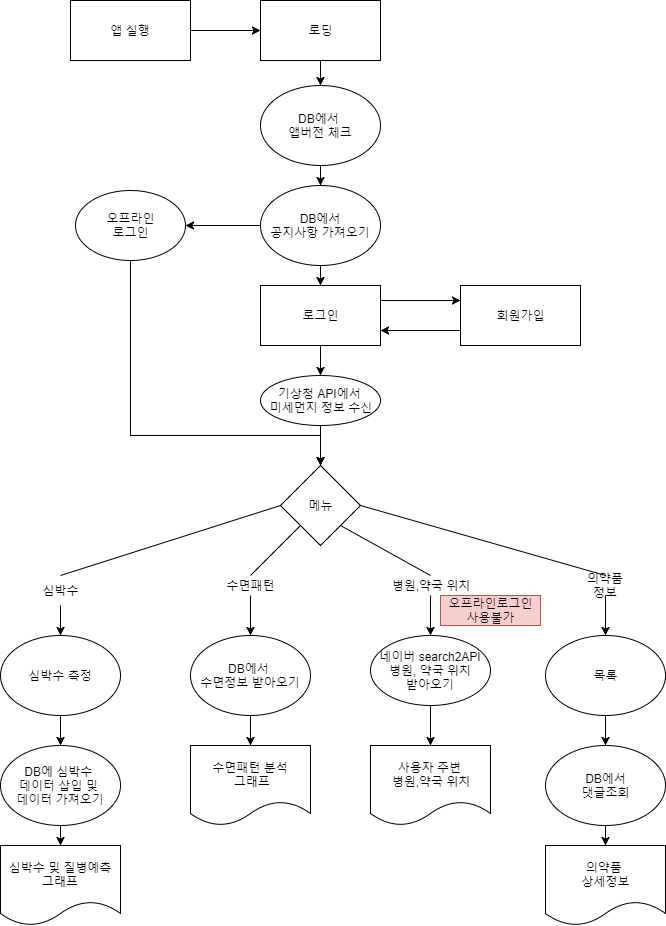 앱 실행
로딩
DB에서
앱버전 체크
오프라인
로그인
DB에서
공지사항 가져오기
로그인
회원가입
기상청 API에서
미세먼지 정보 수신
메뉴
심박수
수면패턴
병원,약국 위치
의약품
정보
오프라인로그인
사용불가
심박수 측정
DB에서
수면정보 받아오기
네이버 search2API
병원, 약국 위치
받아오기
목록
DB에 심박수
데이터 삽입 및
데이터 가져오기
수면패턴 분석
그래프
사용자 주변
병원,약국 위치
DB에서
댓글조회
심박수 및 질병예측
그래프
의약품
상세정보